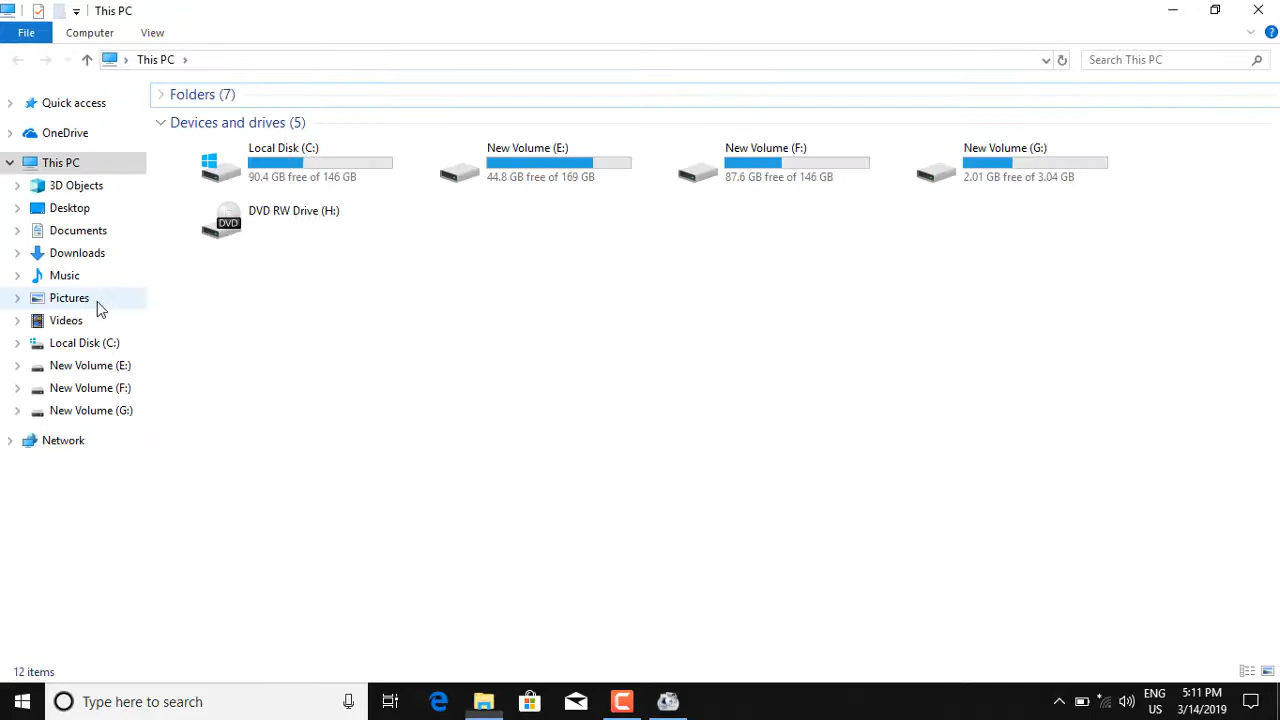 This PC
File
Computer
View
This PC
Search This PC
Quick access
OneDrive
This PC
3D Objects
Desktop
Documents
Downloads
Music
Pictures
Videos
Local Disk (C:)
New Volume (E:)
New Volume (F:)
New Volume (G:)
Network
Folders (7)
Devices and drives (5)
Local Disk (C:)
90.4 GB free of 146 GB
New Volume (E:)
44.8 GB free of 169 GB
New Volume (F:)
87.6 GB free of 146 GB
New Volume (G:)
2.01 GB free of 3.04 GB
DVD
DVD RW Drive (H:)
12 items
Type here to search
ENG
US
5:11 PM
3/14/2019